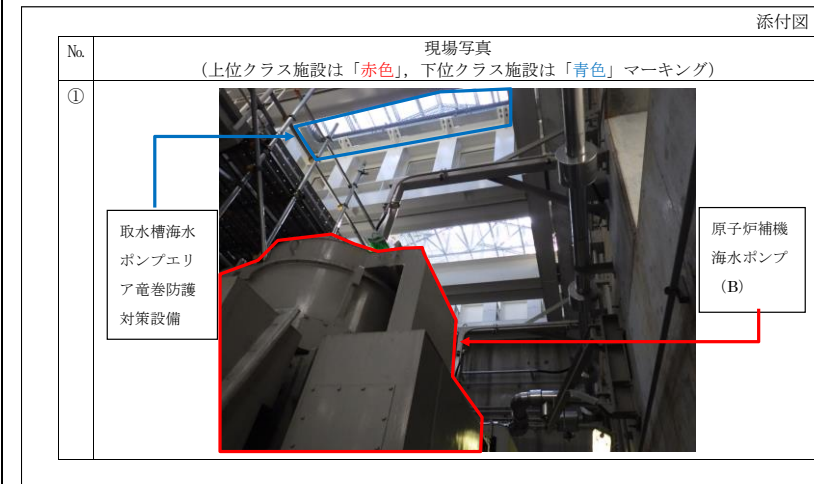 添付図
No. 現場写真
(上位クラス施設は「赤色」，下位クラス施設は「青色」マーキング)
①
取水槽海水
ポンプエリ
ア竜巻防護
対策設備
原子炉補機
海水ポンプ
(B)